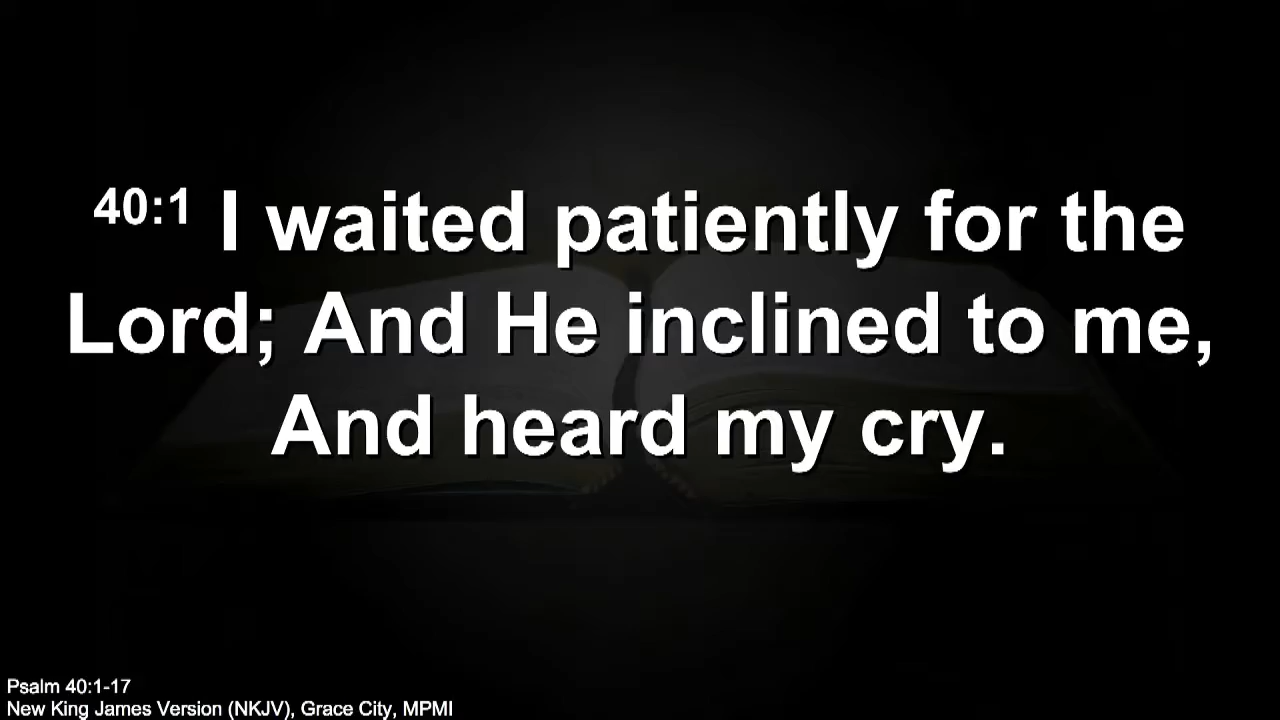 40:1 I waited patiently for the
Lord; And He inclined to me,
And heard my cry.
Psalm 40:1-17
New King James Version (NKJV), Grace City, MPMI